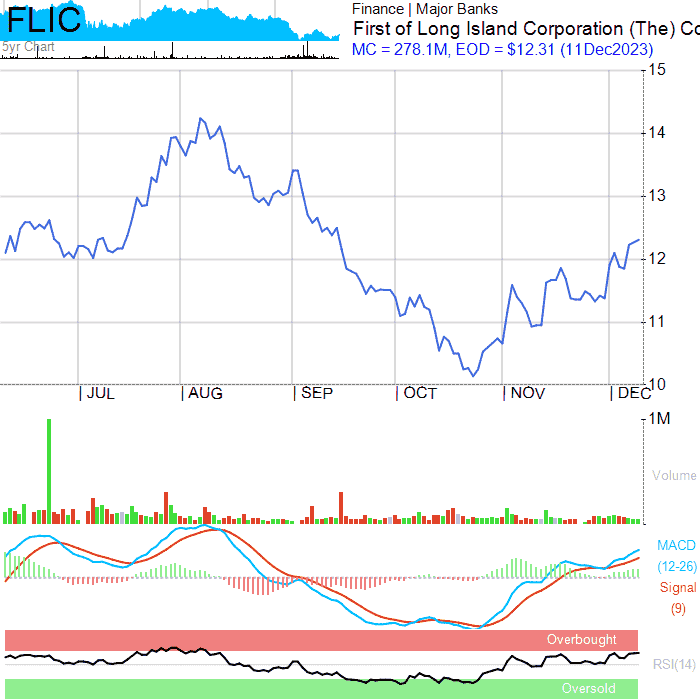 FLIC
5yr Chart
Finance | Major Banks
First of Long Island Corporation (The) Co
MC = 278.1M, EOD = $12.31 (11Dec2023)
15
14
13
12
11
10
JUL AUG SEP OCT NOV DEC
1M
Volume
MACD
(12-26)
Signal
(9)
Overbought
RSI(14)
Oversold